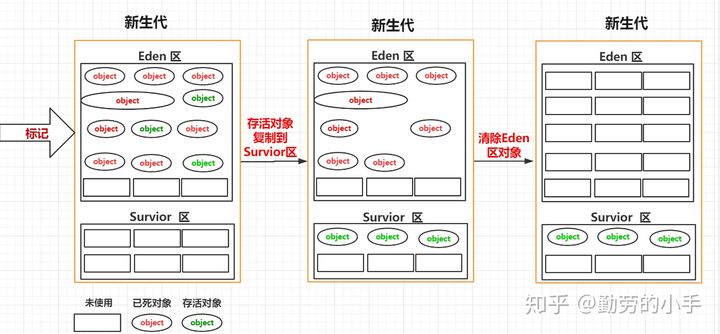 新生代
Eden 区
object object object
object object
object object object
object object object
Survior 区
标记
存活对象
复制到
Survior区
新生代
Eden 区
object object object
object
object object
object object
Survior 区
object object object
清除Eden
区对象
新生代
Eden 区
Survior 区
object object object
未使用 已死对象 存活对象
object object
知乎 @勤劳的小手